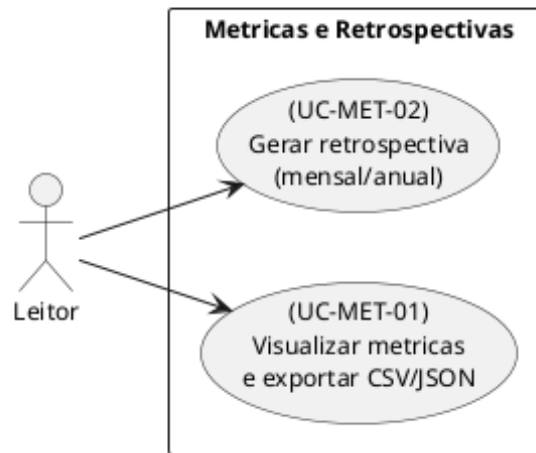 Metricas e Retrospectivas
(UC-MET-02)
Gerar retrospectiva
(mensal/anual)
Leitor
(UC-MET-01)
Visualizar metricas
e exportar CSV/JSON